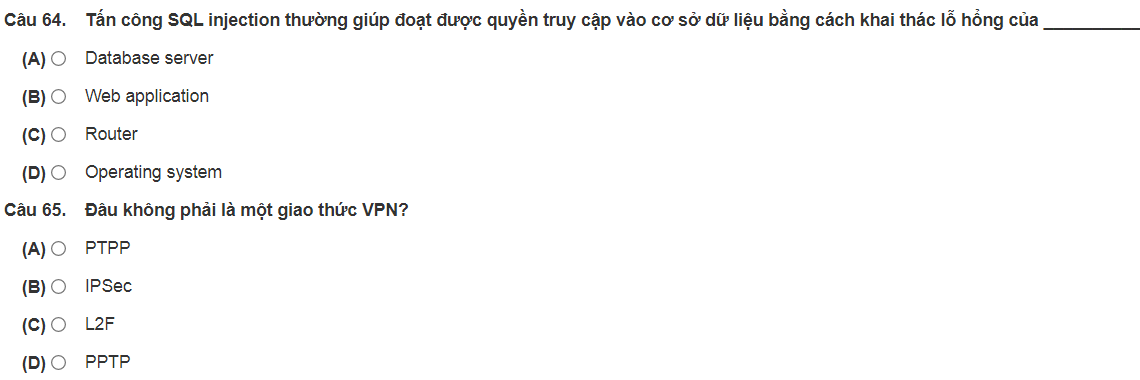 Câu 64. Tấn công SQL injection thường giúp đoạt được quyền truy cập vào cơ sở dữ liệu bằng cách khai thác lỗ hổng của __________
(A) Database server
(B) Web application
(C) Router
(D) Operating system
Câu 65. Đâu không phải là một giao thức VPN?
(A) PTPP
(B) IPSec
(C) L2F
(D) PPTP